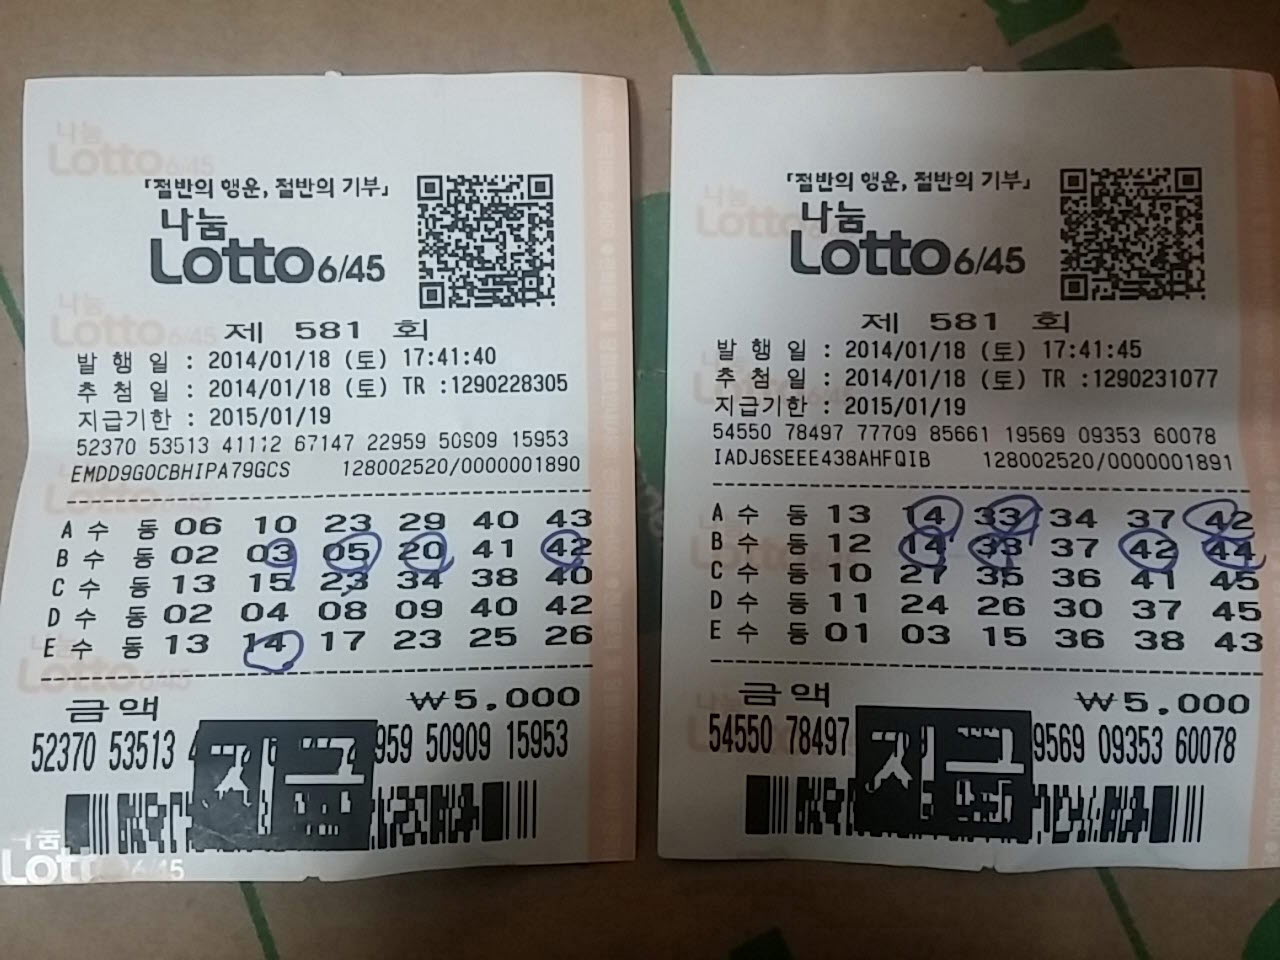 「절반의 행운, 절반의 기부」
나눔
Lotto 6/45
제 581 회
발 행 일 : 2014/01/18 (토) 17:41:40
추 첨 일 : 2014/01/18 (토) TR :1290228305
지급기한 : 2015/01/19
52370 53513 41112 67147 22959 50909 15953
EMDD9GOCBHIPA79GCS 128002520/0000001890
A 수 동 06 10 23 29 40 43
B 수 동 02 03 05 20 41 42
C 수 동 13 15 23 34 38 40
D 수 동 02 04 08 09 40 42
E 수 동 13 14 17 23 25 26
금액 ₩5,000
52370 53513 50909 15953
지급
나눔
Lotto 6/45
「절반의 행운, 절반의 기부」
나눔
Lotto 6/45
제 581 회
발 행 일 : 2014/01/18 (토) 17:41:45
추 첨 일 : 2014/01/18 (토) TR :1290231077
지급기한 : 2015/01/19
54550 78497 77709 85661 19569 09353 60078
IADJ6SEEE438AHFQIB 128002520/0000001891
A 수 동 13 14 33 34 37 42
B 수 동 12 14 33 37 42 44
C 수 동 10 27 35 36 41 45
D 수 동 11 24 26 30 37 45
E 수 동 01 03 15 36 38 43
금액 ₩5,000
54550 78497 9569 09353 60078
지급